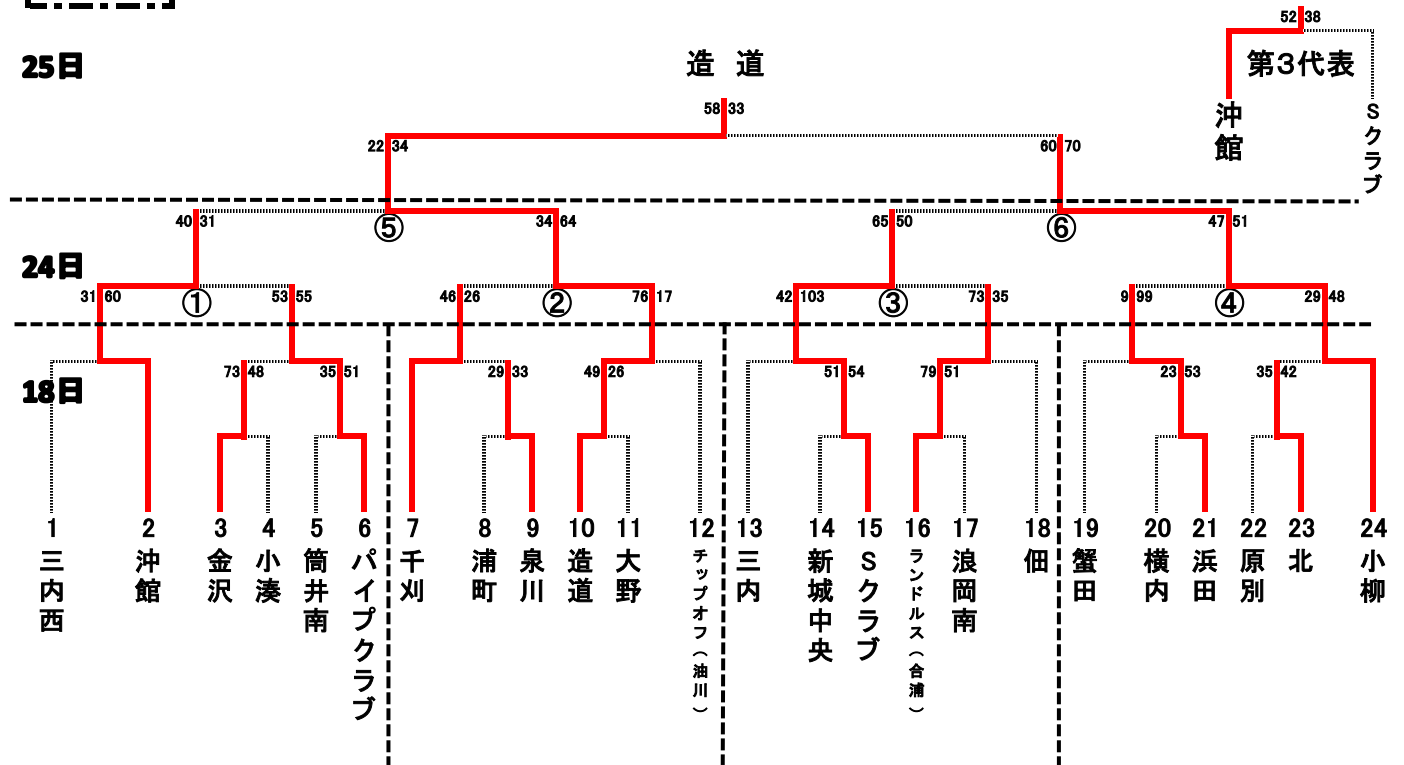 52 38
25日
造道
第3代表
58 33
沖館
Sクラブ
22 34
60 70
40 31
⑤
34 64
65 50
⑥
47 51
24日
31 60
①
53 55
46 26
②
76 17
42 103
③
73 35
9 99
④
29 48
18日
73 48
35 51
29 33
49 26
51 54
79 51
23 53
35 42
1 三内西
2 沖館
3 金沢
4 小湊
5 筒井南
6 パイプクラブ
7 千刈
8 浦町
9 泉川
10 造道
11 大野
12 チップオフ（油川）
13 三内
14 新城中央
15 Sクラブ
16 ランドルス（合浦）
17 浪岡南
18 佃
19 蟹田
20 横内
21 浜田
22 原別
23 北
24 小柳